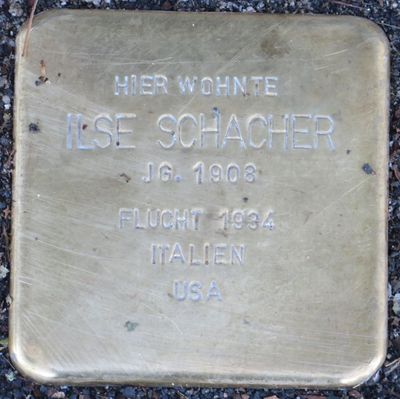 HIER WOHNTE
ILSE SCHACHER
JG. 1908
FLUCHT 1934
ITALIEN
USA